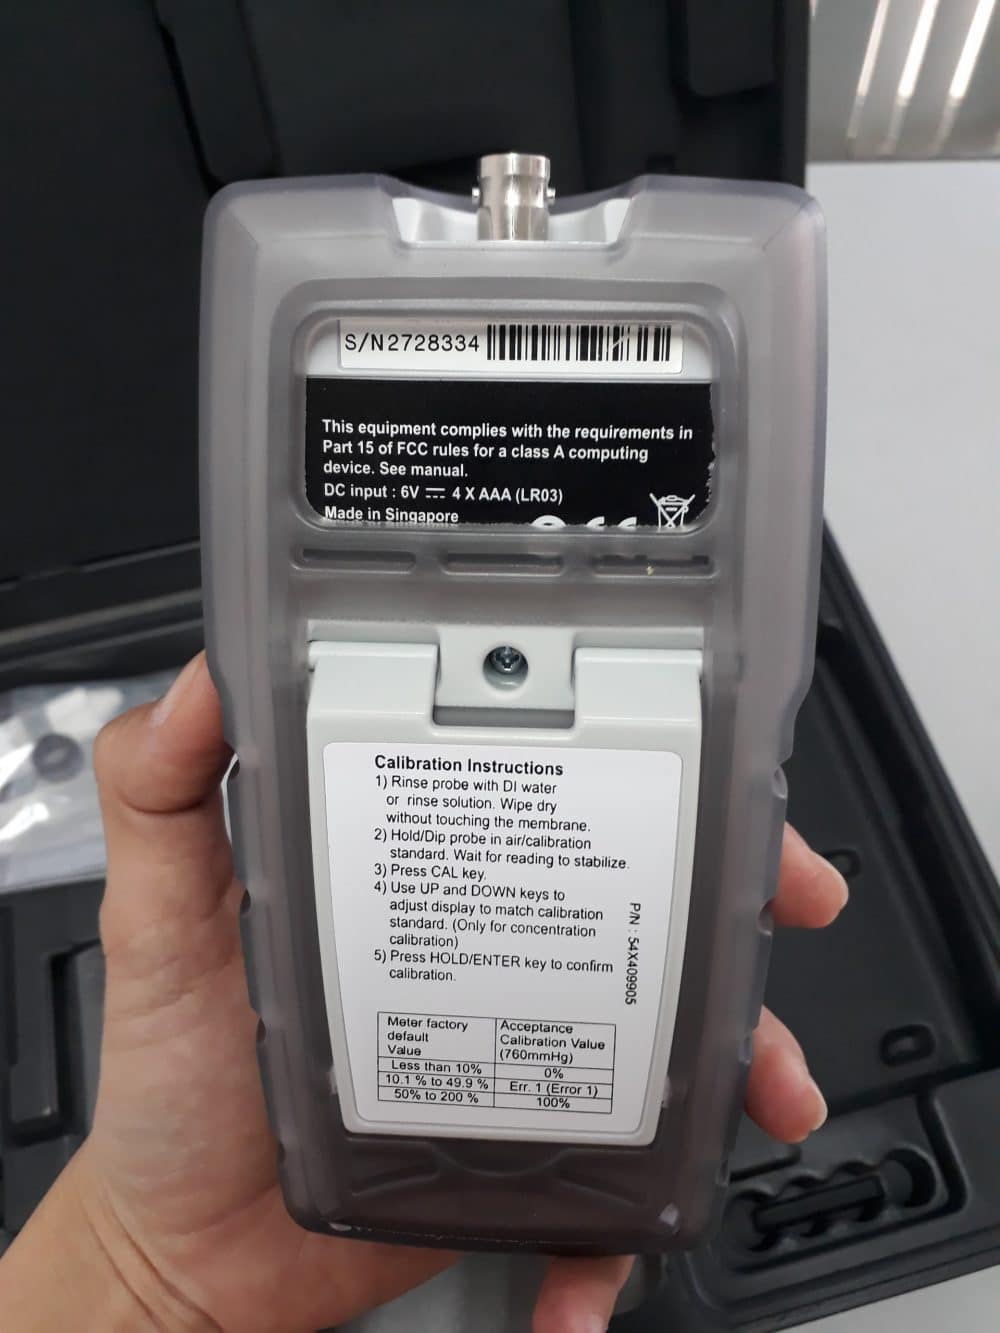 S/N2728334
This equipment complies with the requirements in
Part 15 of FCC rules for a class A computing
device. See manual.
DC input : 6V ⎓ 4 X AAA (LR03)
Made in Singapore
Calibration Instructions
1) Rinse probe with DI water
or rinse solution. Wipe dry
without touching the membrane.
2) Hold/Dip probe in air/calibration
standard. Wait for reading to stabilize.
3) Press CAL key.
4) Use UP and DOWN keys to
adjust display to match calibration
standard. (Only for concentration
calibration)
5) Press HOLD/ENTER key to confirm
calibration.
P/N : 54X409905
Meter factory
default
Value
Acceptance
Calibration Value
(760mmHg)
Less than 10% 0%
10.1 % to 49.9 % Err. 1 (Error 1)
50% to 200 % 100%